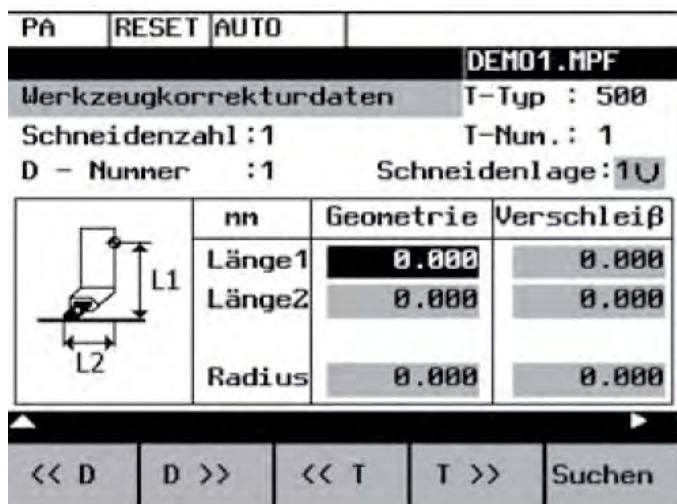 PA RESET AUTO
DEMO1.MPF
Werkzeugkorrekturdaten T-Typ : 500
Schneidenzahl :1 T-Num. : 1
D - Nummer :1 Schneidenlage:1
mm Geometrie Verschleiß
Länge1 0.000 0.000
L1
Länge2 0.000 0.000
L2
Radius 0.000 0.000
<< D D >> << T T >> Suchen